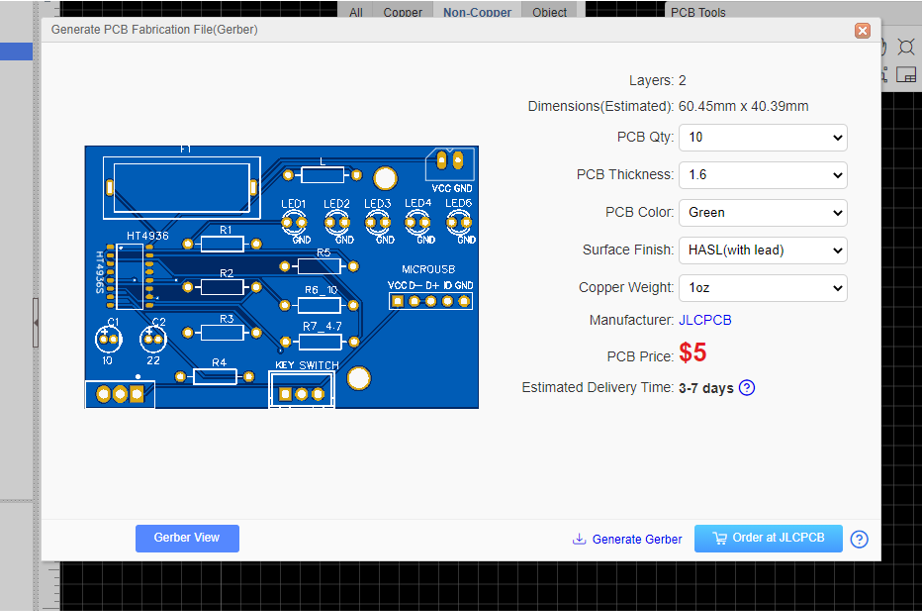 All Copper Non-Copper Object PCB Tools
Generate PCB Fabrication File(Gerber)
Layers: 2
Dimensions(Estimated): 60.45mm x 40.39mm
PCB Qty: 10
PCB Thickness: 1.6
PCB Color: Green
Surface Finish: HASL(with lead)
Copper Weight: 1oz
Manufacturer: JLCPCB
PCB Price: $5
Estimated Delivery Time: 3-7 days ?
F1
L
VCC GND
LED1 LED2 LED3 LED4 LED6
GND GND GND GND GND
HT4936
HT4936S
R1
R5
R2
MICROUSB
VCC D- D+ ID GND
R6_10
C1 C2
R3
R7_4.7
10 22
R4
KEY SWITCH
Gerber View
Generate Gerber
Order at JLCPCB ?